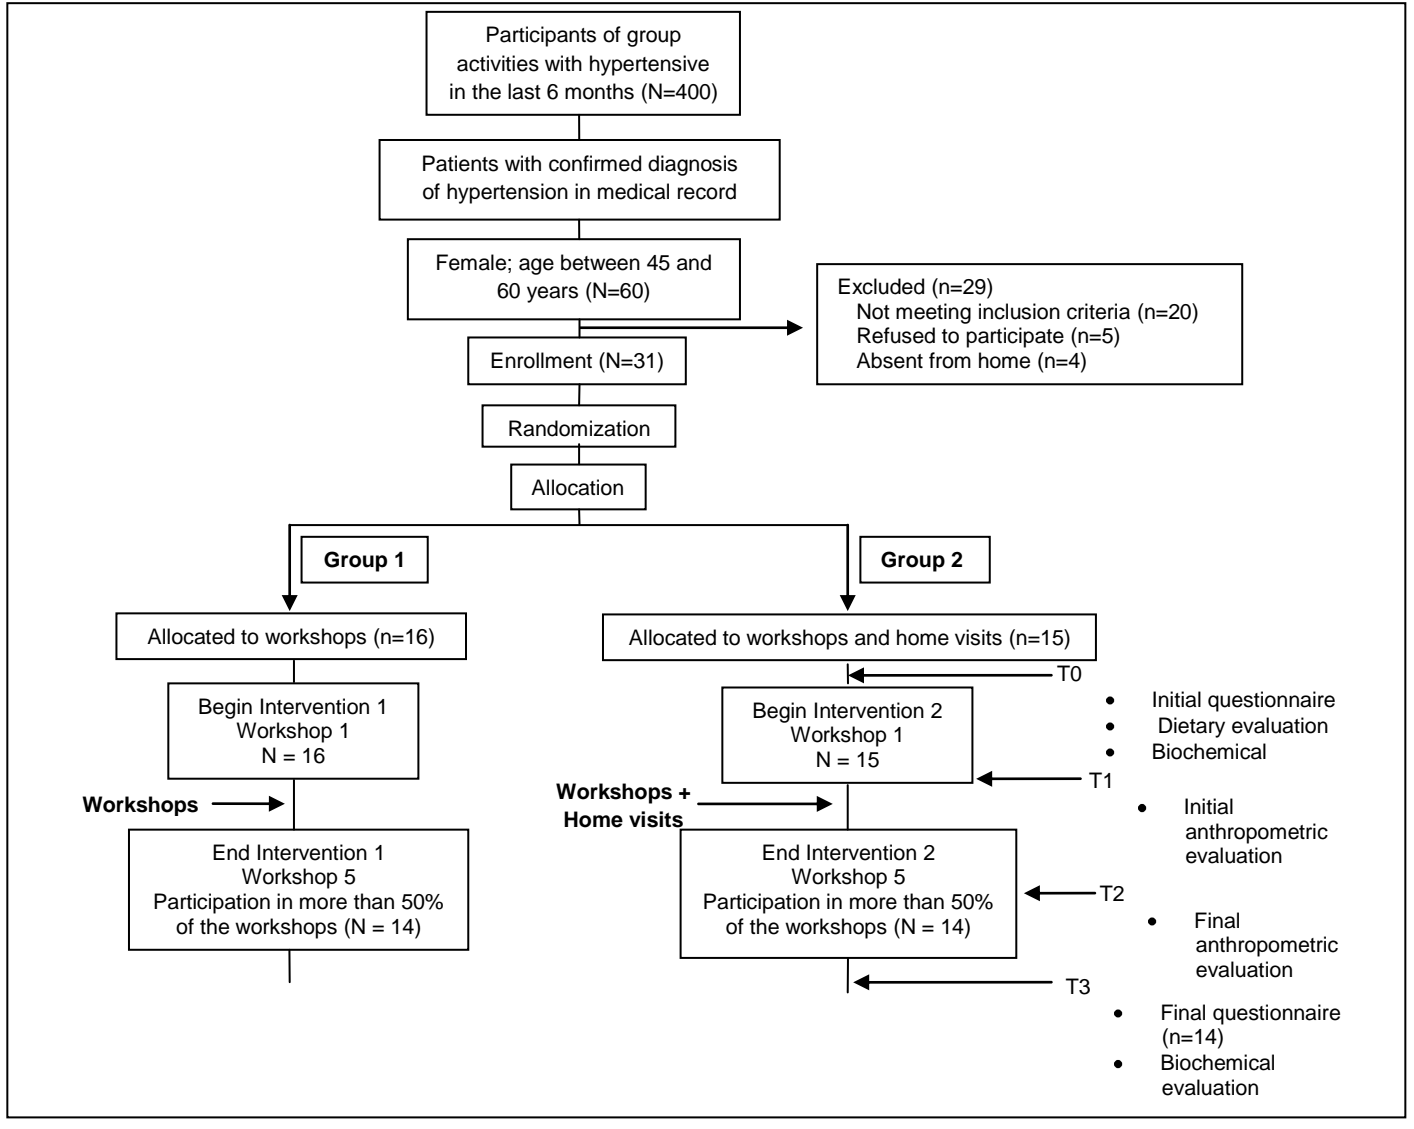 Participants of group
activities with hypertensive
in the last 6 months (N=400)
Patients with confirmed diagnosis
of hypertension in medical record
Female; age between 45 and
60 years (N=60)
Excluded (n=29)
Not meeting inclusion criteria (n=20)
Refused to participate (n=5)
Absent from home (n=4)
Enrollment (N=31)
Randomization
Allocation
Group 1
Group 2
Allocated to workshops (n=16)
Allocated to workshops and home visits (n=15)
T0
Begin Intervention 1
Workshop 1
N = 16
Begin Intervention 2
Workshop 1
N = 15
• Initial questionnaire
• Dietary evaluation
• Biochemical
T1
Workshops
Workshops +
Home visits
• Initial
anthropometric
evaluation
End Intervention 1
Workshop 5
Participation in more than 50%
of the workshops (N = 14)
End Intervention 2
Workshop 5
Participation in more than 50%
of the workshops (N = 14)
T2
• Final
anthropometric
evaluation
T3
• Final questionnaire
(n=14)
• Biochemical
evaluation